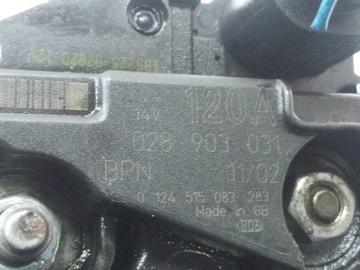 14V 120A
028 903 031
BPN 11/02
0 124 515 083 283
Made in GB